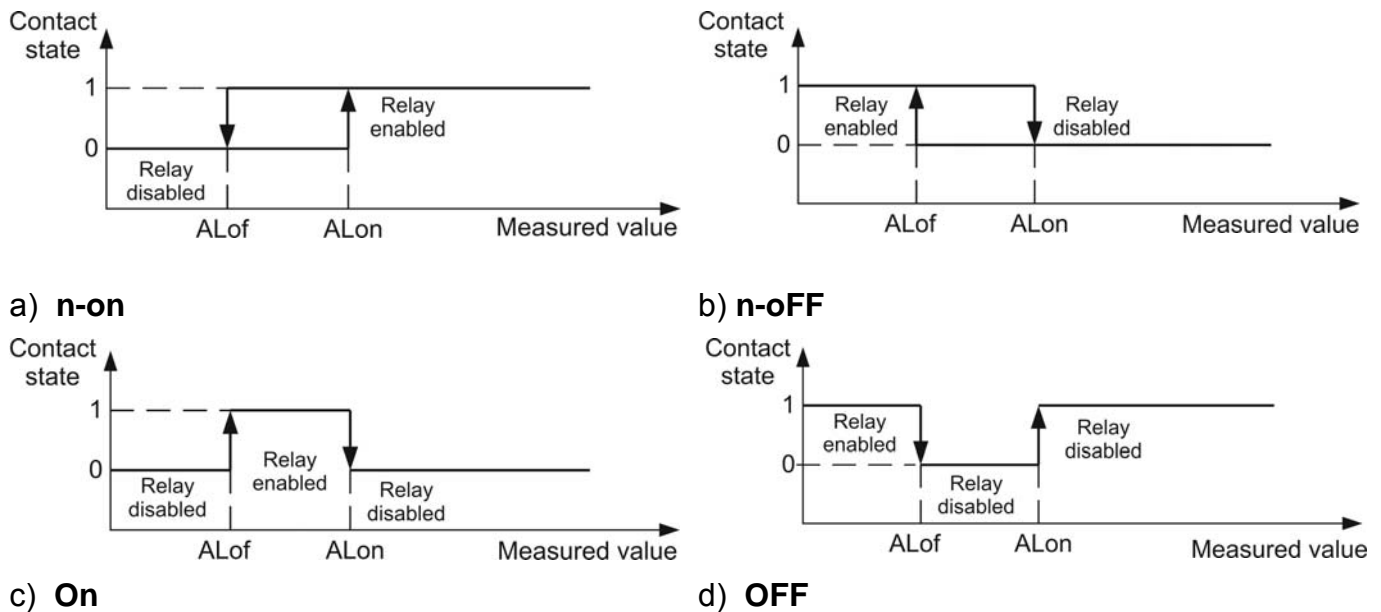 Contact
state
1
0
Relay
enabled
Relay
disabled
ALof
ALon
Measured value
a) n-on
Contact
state
1
0
Relay
enabled
Relay
disabled
ALof
ALon
Measured value
b) n-oFF
Contact
state
1
0
Relay
disabled
Relay
enabled
Relay
disabled
ALof
ALon
Measured value
c) On
Contact
state
1
0
Relay
enabled
Relay
disabled
Relay
disabled
ALof
ALon
Measured value
d) OFF